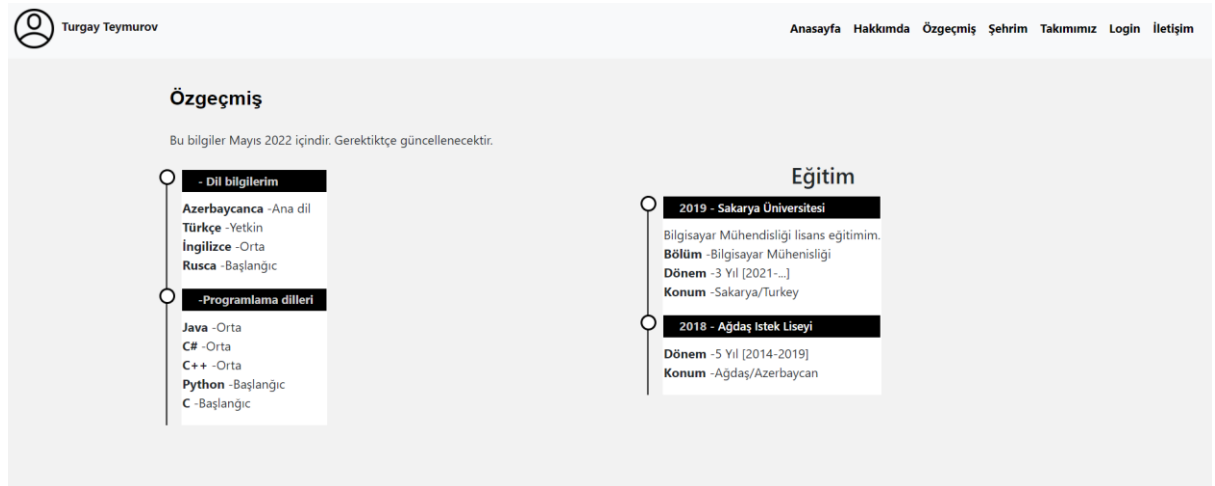 Turgay Teymurov
Anasayfa Hakkımda Özgeçmiş Şehrim Takımımız Login İletişim
Özgeçmiş
Bu bilgiler Mayıs 2022 içindir. Gerektikçe güncellenecektir.
- Dil bilgilerim
Azerbaycanca -Ana dil
Türkçe -Yetkin
İngilizce -Orta
Rusca -Başlanğıc
-Programlama dilleri
Java -Orta
C# -Orta
C++ -Orta
Python -Başlanğıc
C -Başlanğıc
Eğitim
2019 - Sakarya Üniversitesi
Bilgisayar Mühendisliği lisans eğitimim.
Bölüm -Bilgisayar Mühenisliği
Dönem -3 Yıl [2021-...]
Konum -Sakarya/Turkey
2018 - Ağdaş Istek Liseyi
Dönem -5 Yıl [2014-2019]
Konum -Ağdaş/Azerbaycan